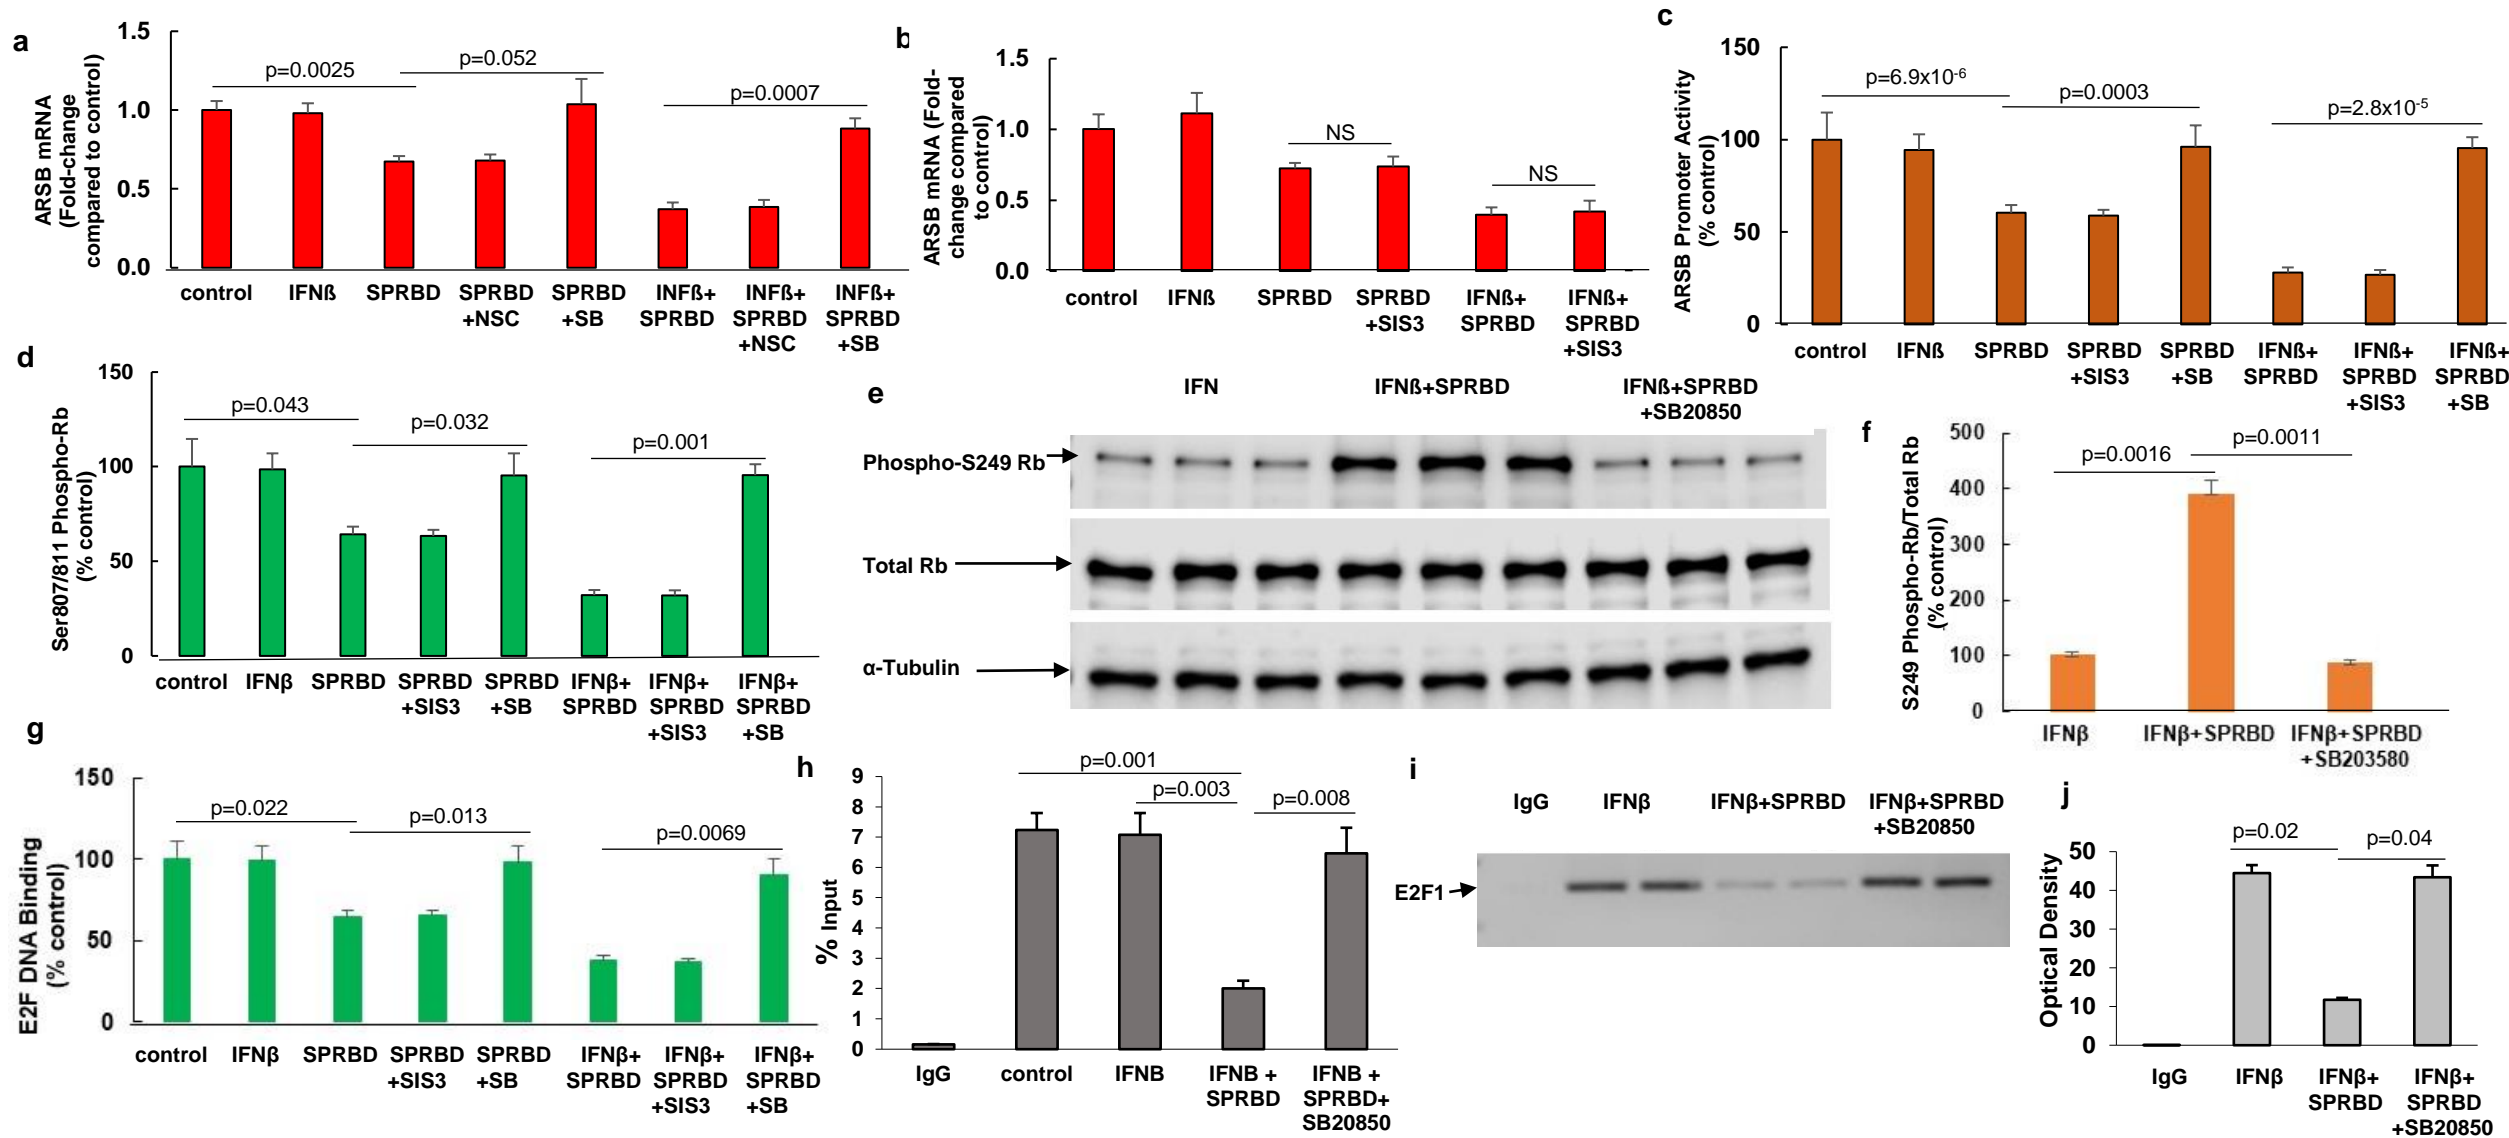 a
ARSB mRNA
(Fold-change
compared to control)
1.5
1.0
0.5
0.0
p=0.0025
p=0.052
p=0.0007
control
IFNß
SPRBD
SPRBD
+NSC
SPRBD
+SB
INFß+
SPRBD
INFß+
SPRBD
+NSC
INFß+
SPRBD
+SB
b
ARSB mRNA (Fold-
change compared
to control)
1.5
1.0
0.5
0.0
NS
NS
control
IFNß
SPRBD
SPRBD
+SIS3
IFNß+
SPRBD
IFNß+
SPRBD
+SIS3
c
ARSB Promoter Activity
(% control)
150
100
50
0
p=6.9x10-6
p=0.0003
p=2.8x10-5
control
IFNß
SPRBD
SPRBD
+SIS3
SPRBD
+SB
IFNß+
SPRBD
IFNß+
SPRBD
+SIS3
IFNß+
SPRBD
+SB
d
Ser807/811 Phospho-Rb
(% control)
150
100
50
0
p=0.043
p=0.032
p=0.001
control
IFNβ
SPRBD
SPRBD
+SIS3
SPRBD
+SB
IFNβ+
SPRBD
IFNβ+
SPRBD
+SIS3
IFNβ+
SPRBD
+SB
e
IFN
IFNß+SPRBD
IFNß+SPRBD
+SB20850
Phospho-S249 Rb
Total Rb
α-Tubulin
f
S249 Phospho-Rb/Total Rb
(% control)
500
400
300
200
100
0
p=0.0016
p=0.0011
IFNβ
IFNβ+SPRBD
IFNβ+SPRBD
+SB203580
g
E2F DNA Binding
(% control)
150
100
50
0
p=0.022
p=0.013
p=0.0069
control
IFNβ
SPRBD
SPRBD
+SIS3
SPRBD
+SB
IFNβ+
SPRBD
IFNβ+
SPRBD
+SIS3
IFNβ+
SPRBD
+SB
h
% Input
9
8
7
6
5
4
3
2
1
0
p=0.001
p=0.003
p=0.008
IgG
control
IFNB
IFNB +
SPRBD
IFNB +
SPRBD+
SB20850
i
IgG
IFNβ
IFNβ+SPRBD
IFNβ+SPRBD
+SB20850
E2F1
j
Optical Density
50
40
30
20
10
0
p=0.02
p=0.04
IgG
IFNβ
IFNβ+
SPRBD
IFNβ+
SPRBD
+SB20850